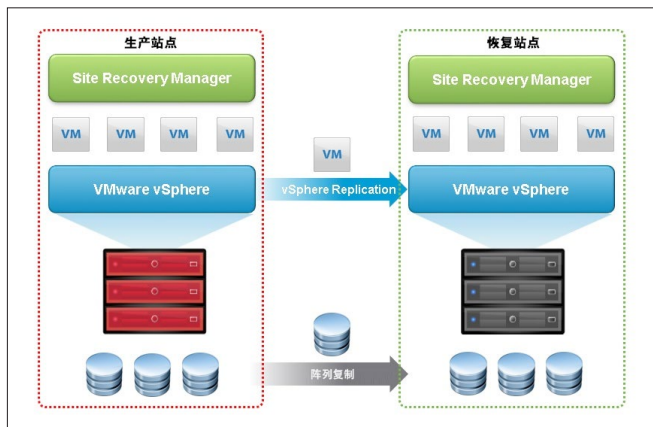 生产站点
Site Recovery Manager
VM VM VM VM
VMware vSphere
VM
vSphere Replication
阵列复制
恢复站点
Site Recovery Manager
VM VM VM VM
VMware vSphere